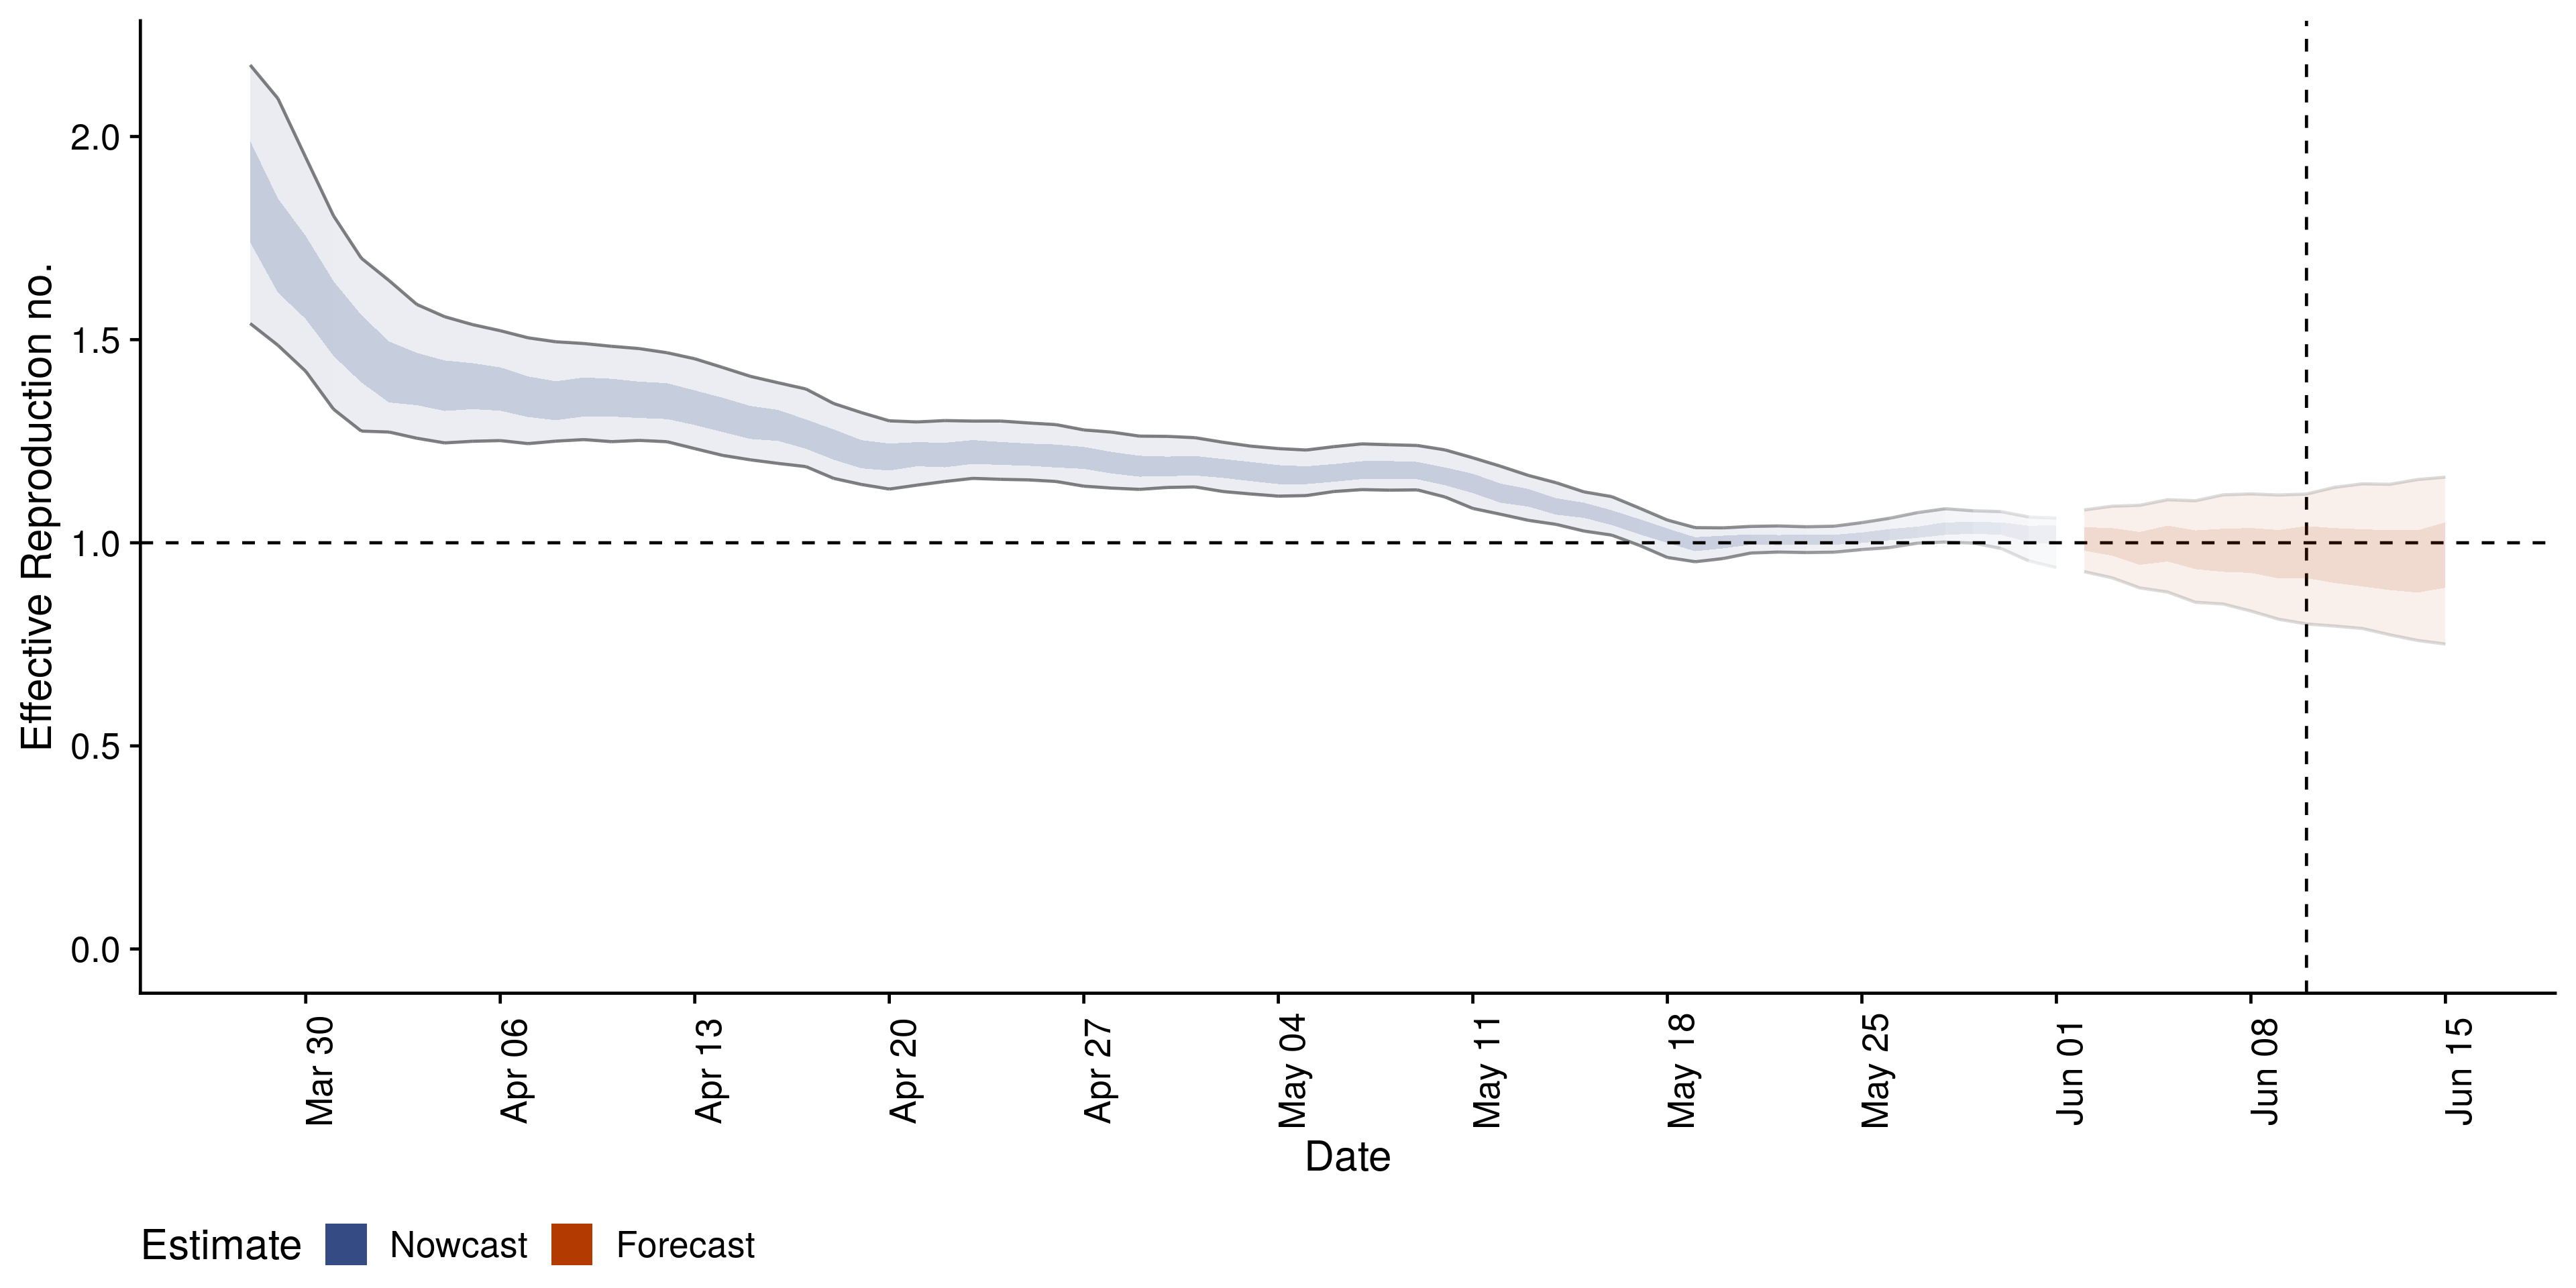 Effective Reproduction no.
2.0
1.5
1.0
0.5
0.0
Mar 30
Apr 06
Apr 13
Apr 20
Apr 27
May 04
May 11
May 18
May 25
Jun 01
Jun 08
Jun 15
Date
Estimate Nowcast Forecast